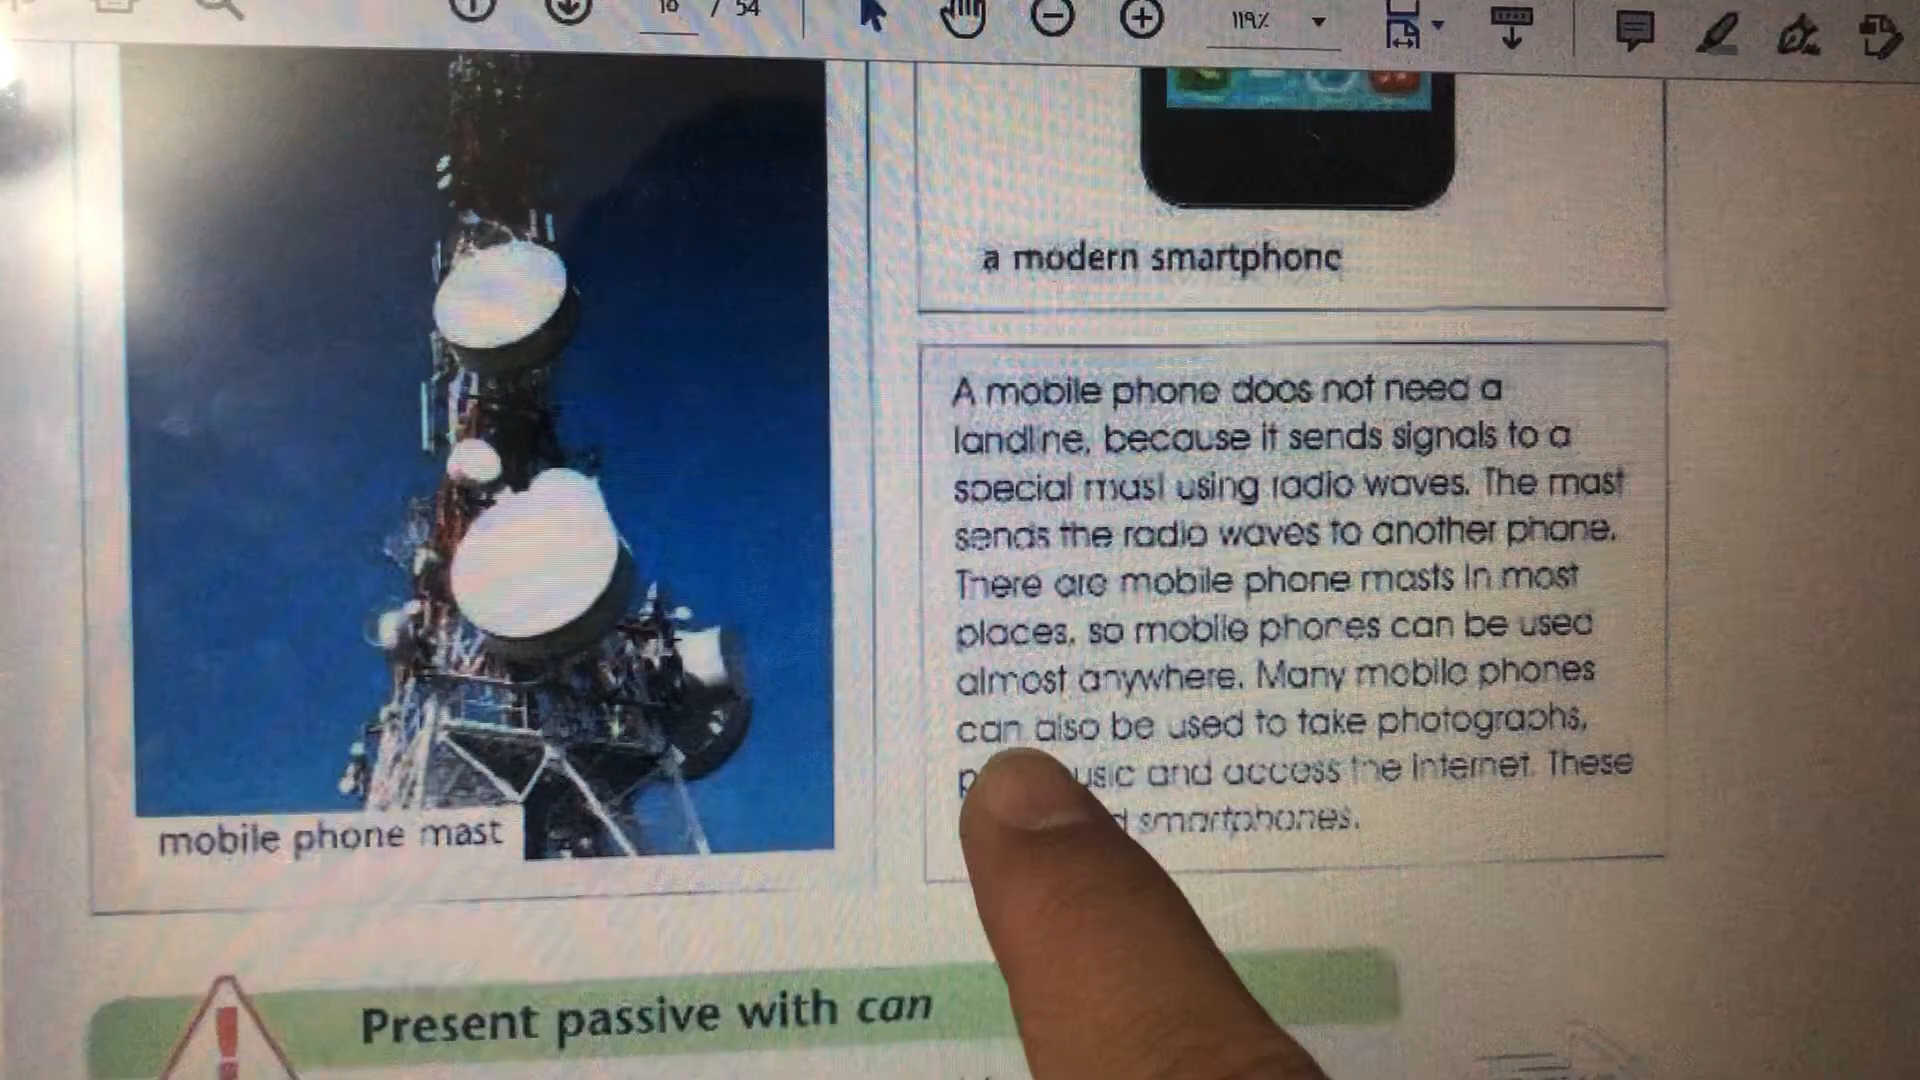 / 54
119%
a modern smartphone
A mobile phone does not need a
landline, because it sends signals to a
special mast using radio waves. The mast
sends the radio waves to another phone.
There are mobile phone masts in most
places, so mobile phones can be used
almost anywhere. Many mobile phones
can also be used to take photographs,
and access the Internet. These
smartphones.
mobile phone mast
Present passive with can